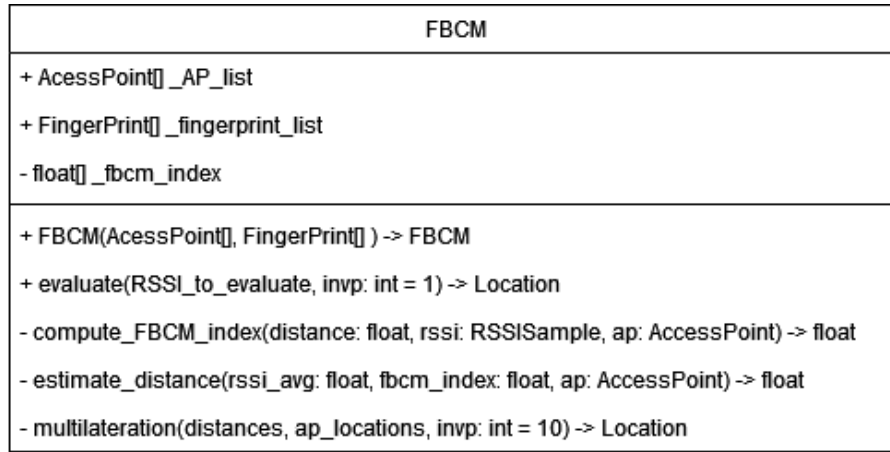 FBCM
+ AcessPoint[] _AP_list
+ FingerPrint[] _fingerprint_list
- float[] _fbcm_index
+ FBCM(AcessPoint[], FingerPrint[] ) -> FBCM
+ evaluate(RSSI_to_evaluate, invp: int = 1) -> Location
- compute_FBCM_index(distance: float, rssi: RSSISample, ap: AccessPoint) -> float
- estimate_distance(rssi_avg: float, fbcm_index: float, ap: AccessPoint) -> float
- multilateration(distances, ap_locations, invp: int = 10) -> Location